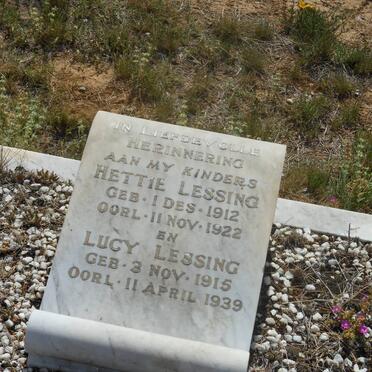 IN LIEFDEVOLLE
HERINNERING
AAN MY KINDERS
HETTIE LESSING
GEB. 1 DES. 1912
OORL. 11 NOV. 1922
EN
LUCY LESSING
GEB. 3 NOV. 1915
OORL. 11 APRIL 1939